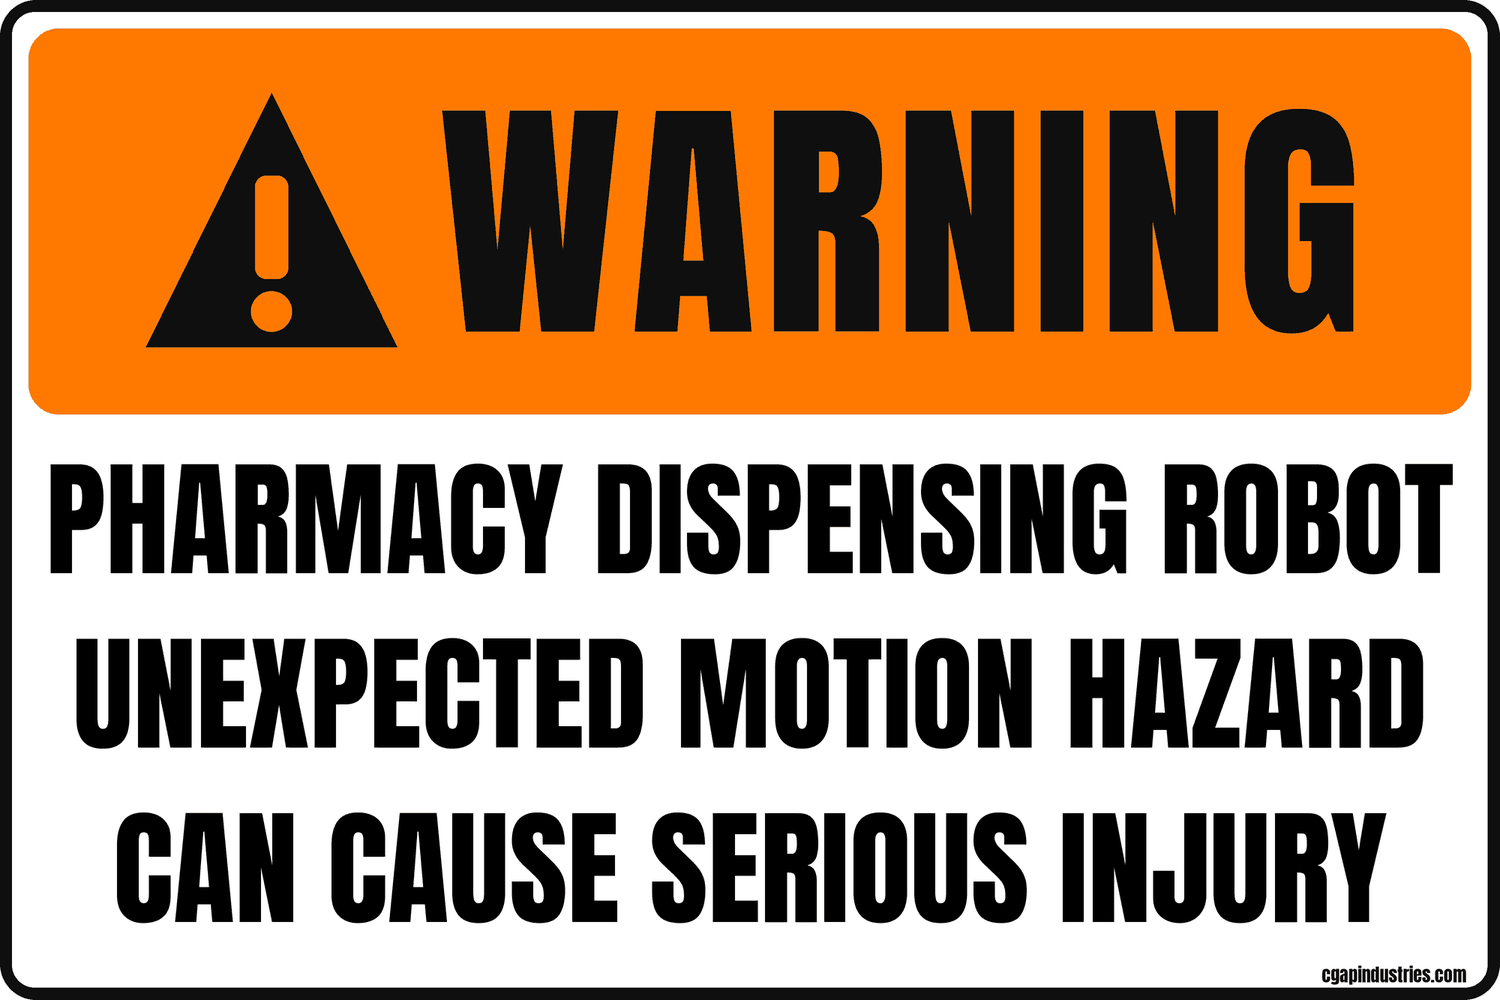 WARNING
PHARMACY DISPENSING ROBOT
UNEXPECTED MOTION HAZARD
CAN CAUSE SERIOUS INJURY
cgapindustries.com